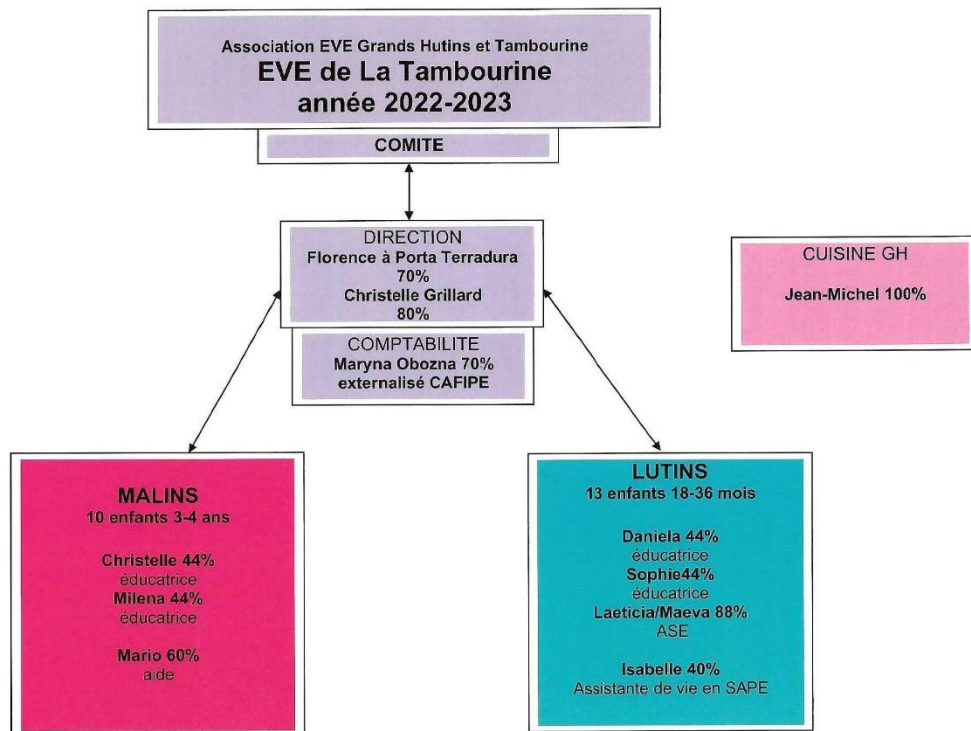 Association EVE Grands Hutins et Tambourine
EVE de La Tambourine
année 2022-2023
COMITE
DIRECTION
Florence à Porta Terradura
70%
Christelle Grillard
80%
COMPTABILITE
Maryna Obozna 70%
externalisé CAFIPE
CUISINE GH
Jean-Michel 100%
MALINS
10 enfants 3-4 ans
Christelle 44%
éducatrice
Milena 44%
éducatrice
Mario 60%
aide
LUTINS
13 enfants 18-36 mois
Daniela 44%
éducatrice
Sophie44%
éducatrice
Laeticia/Maeva 88%
ASE
Isabelle 40%
Assistante de vie en SAPE